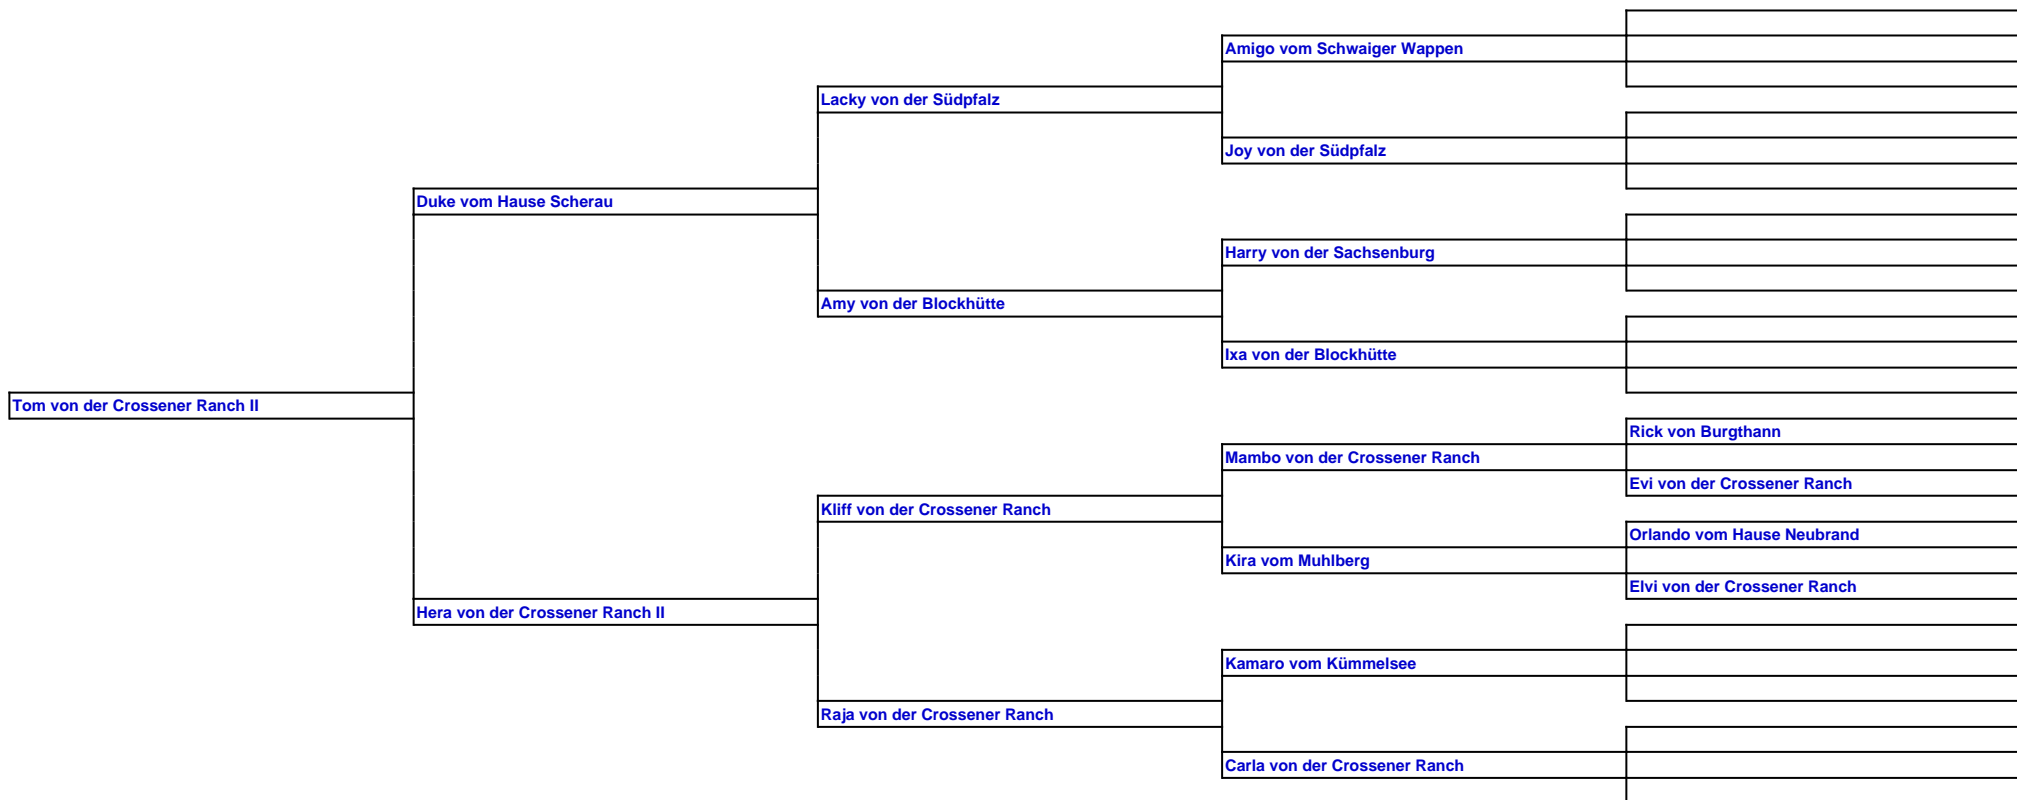 Amigo vom Schwaiger Wappen
Lacky von der Südpfalz
Joy von der Südpfalz
Duke vom Hause Scherau
Harry von der Sachsenburg
Amy von der Blockhütte
Ixa von der Blockhütte
Tom von der Crossener Ranch II
Rick von Burgthann
Mambo von der Crossener Ranch
Evi von der Crossener Ranch
Kliff von der Crossener Ranch
Orlando vom Hause Neubrand
Kira vom Muhlberg
Elvi von der Crossener Ranch
Hera von der Crossener Ranch II
Kamaro vom Kümmelsee
Raja von der Crossener Ranch
Carla von der Crossener Ranch